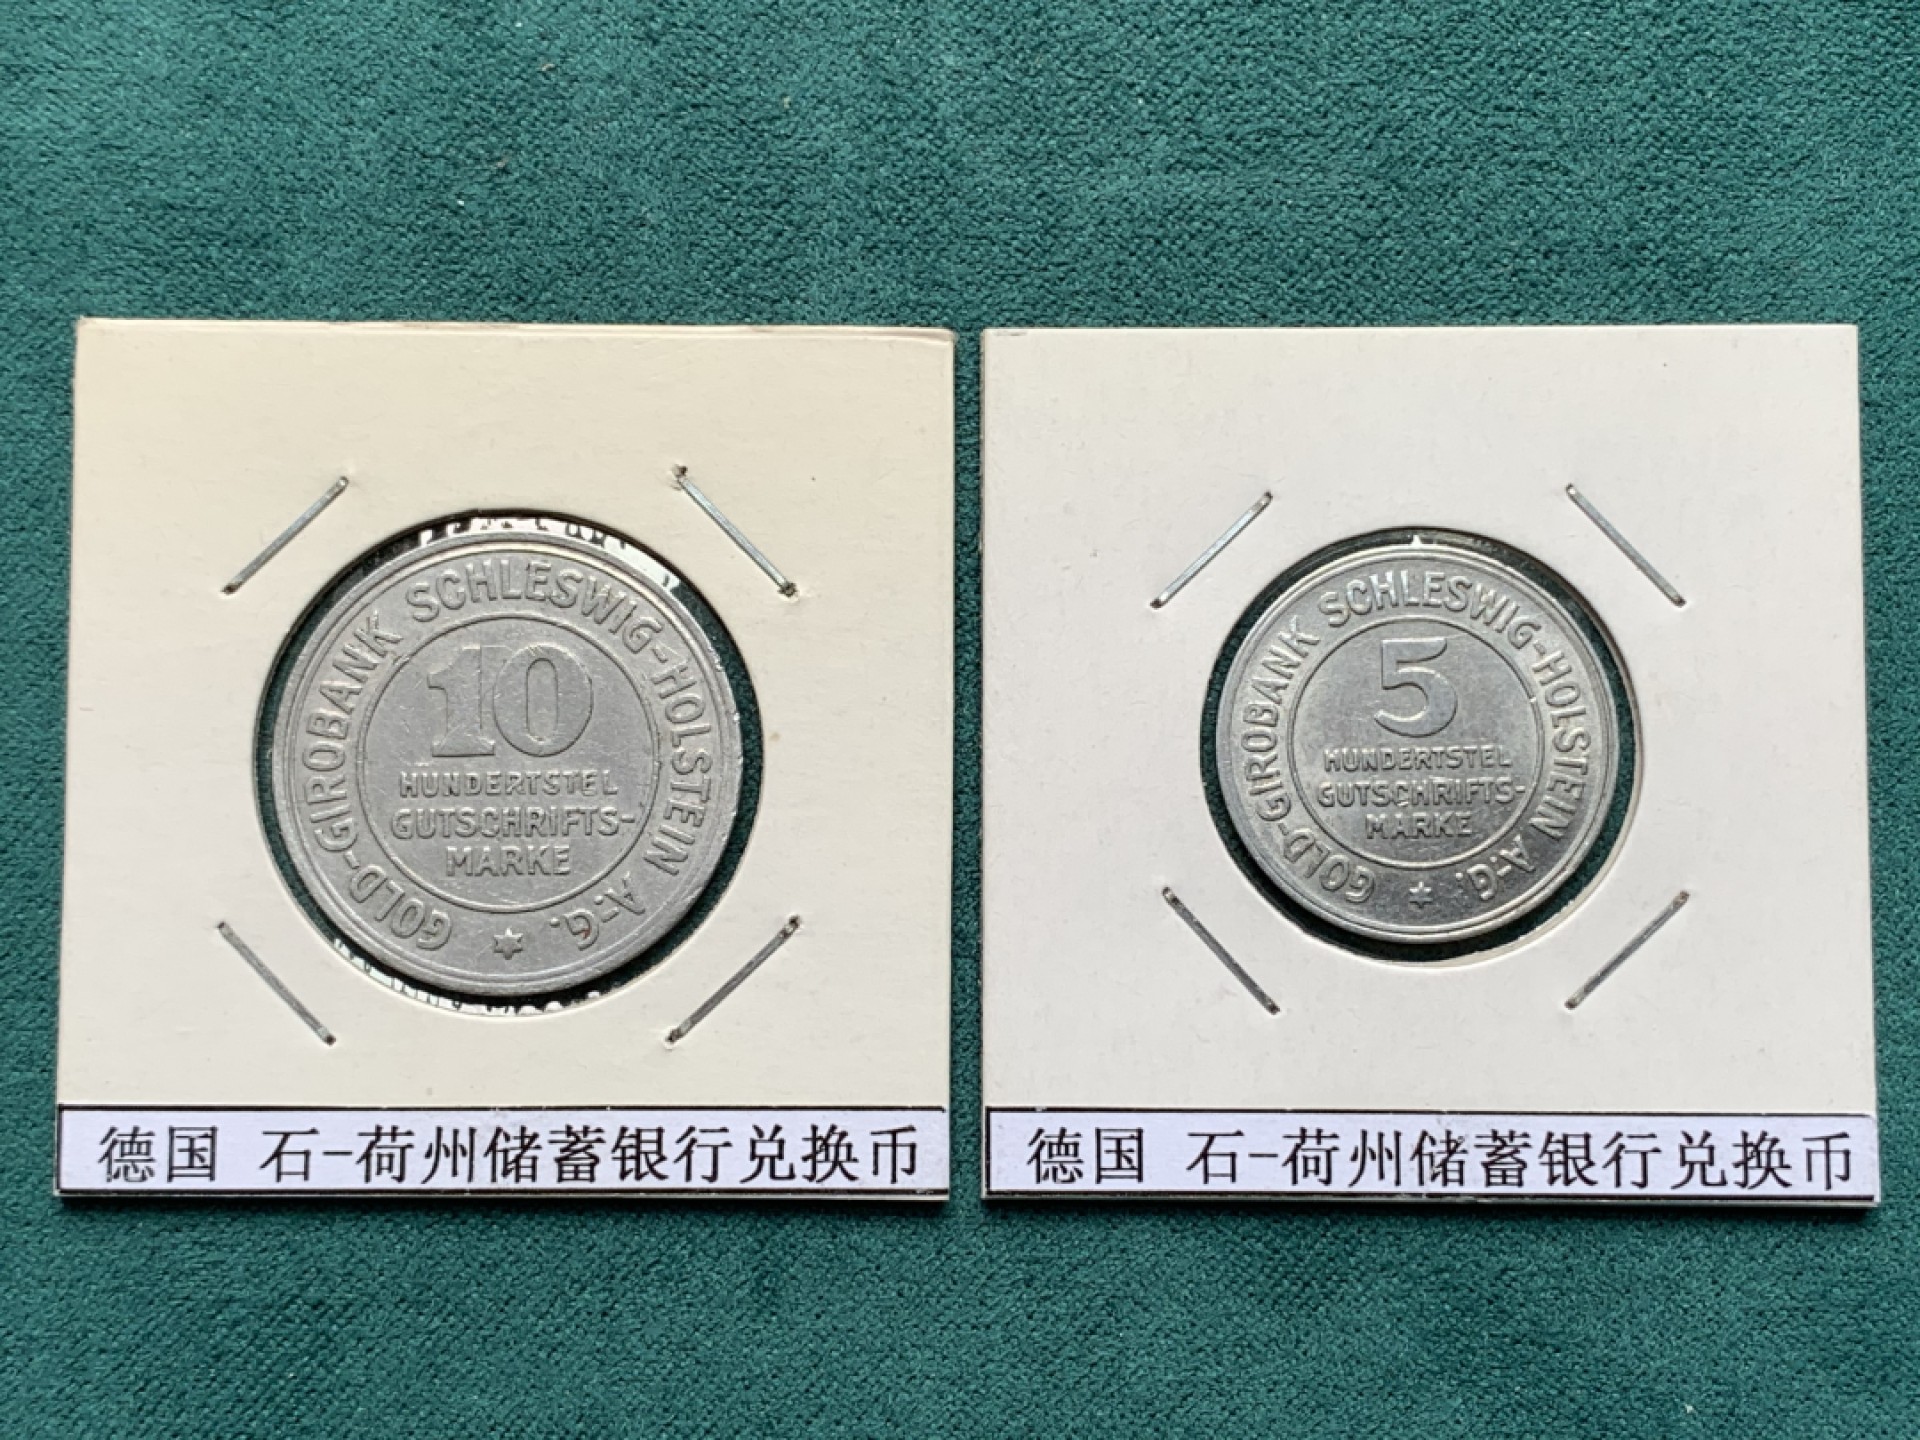 GOLD-GIROBANK SCHLESWIG-HOLSTEIN A.-G.
10
HUNDERTSTEL
GUTSCHRIFTS-
MARKE
德国 石-荷州储蓄银行兑换币
GOLD-GIROBANK SCHLESWIG-HOLSTEIN A.-G.
5
HUNDERTSTEL
GUTSCHRIFTS-
MARKE
德国 石-荷州储蓄银行兑换币